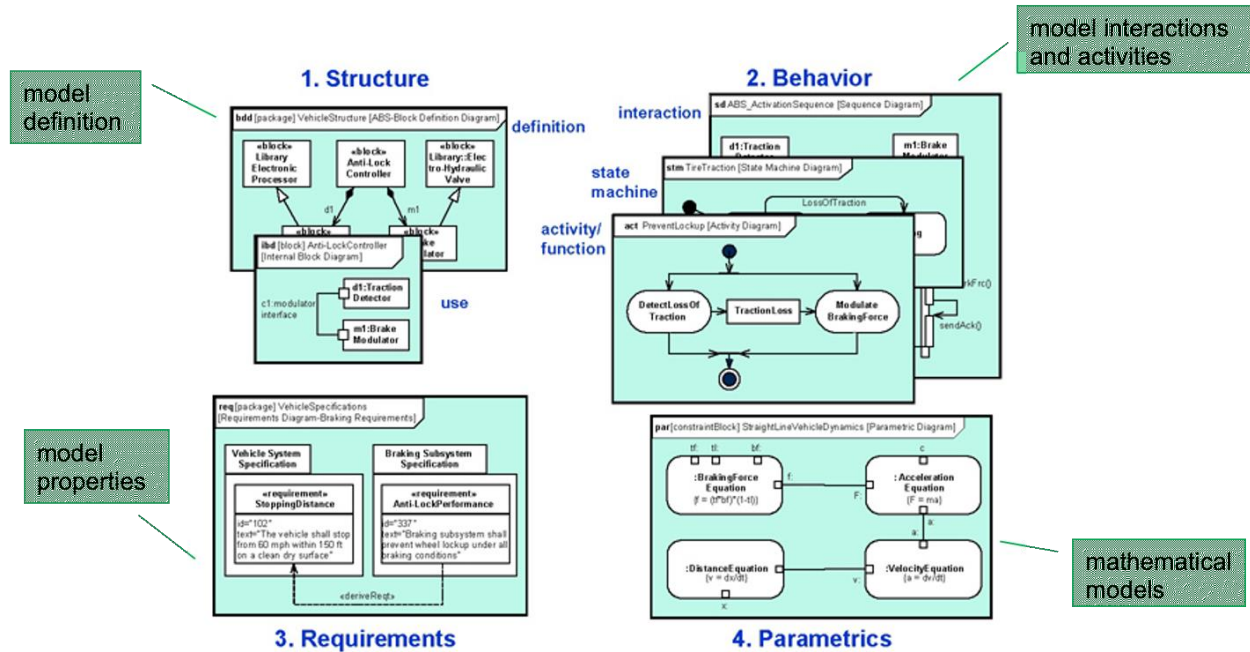 model
definition
1. Structure
bdd [package] VehicleStructure [ABS-Block Definition Diagram]
definition
«block»
Library
Electronic
Processor
«block»
Anti-Lock
Controller
«block»
Library::Elec
tro-Hydraulic
Valve
d1
m1
«block»
«block»
ibd [block] Anti-LockController
[Internal Block Diagram]
d1:Traction
Detector
c1:modulator
interface
m1:Brake
Modulator
use
model interactions
and activities
2. Behavior
interaction
sd ABS_ActivationSequence [Sequence Diagram]
d1:Traction
Detector
m1:Brake
Modulator
state
machine
stm TireTraction [State Machine Diagram]
LossOfTraction
activity/
function
act PreventLockup [Activity Diagram]
DetectLossOf
Traction
TractionLoss
Modulate
BrakingForce
sendAck()
model
properties
req [package] VehicleSpecifications
[Requirements Diagram-Braking Requirements]
Vehicle System
Specification
«requirement»
StoppingDistance
id="102"
text="The vehicle shall stop
from 60 mph within 150 ft
on a clean dry surface"
Braking Subsystem
Specification
«requirement»
Anti-LockPerformance
id="337"
text="Braking subsystem shall
prevent wheel lockup under all
braking conditions"
«deriveReqt»
3. Requirements
par [constraintBlock] StraightLineVehicleDynamics [Parametric Diagram]
tf: tl: bf:
:BrakingForce
Equation
{f = (tf*bf)*(1-tl)}
f:
c
F:
: Acceleration
Equation
{F = ma}
a:
a:
:DistanceEquation
{v = dx/dt}
x:
v:
:VelocityEquation
{a = dv/dt}
4. Parametrics
mathematical
models